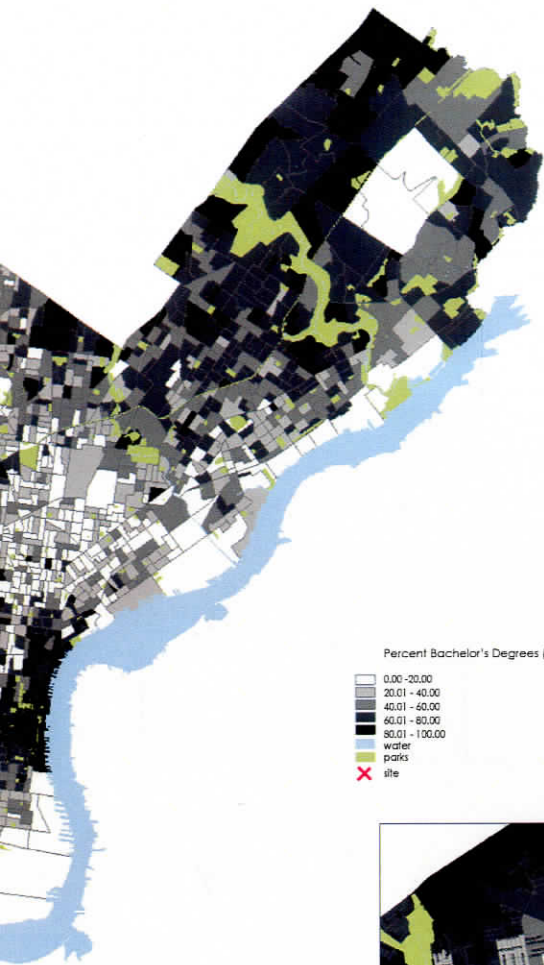 Percent Bachelor's Degrees
0.00 -20.00
20.01 - 40.00
40.01 - 60.00
60.01 - 80.00
80.01 - 100.00
water
parks
site